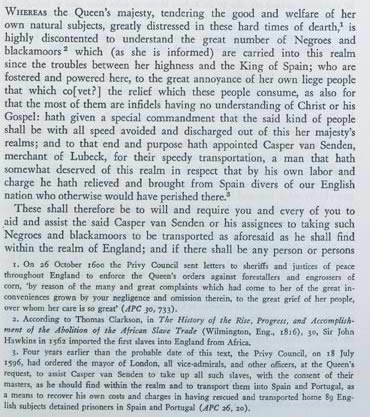 WHEREAS the Queen's majesty, tendering the good and welfare of her
own natural subjects, greatly distressed in these hard times of dearth,¹ is
highly discontented to understand the great number of Negroes and
blackamoors ² which (as she is informed) are carried into this realm
since the troubles between her highness and the King of Spain; who are
fostered and powered here, to the great annoyance of her own liege people
that which co[vet?] the relief which these people consume, as also for
that the most of them are infidels having no understanding of Christ or his
Gospel: hath given a special commandment that the said kind of people
shall be with all speed avoided and discharged out of this her majesty's
realms; and to that end and purpose hath appointed Casper van Senden,
merchant of Lubeck, for their speedy transportation, a man that hath
somewhat deserved of this realm in respect that by his own labor and
charge he hath relieved and brought from Spain divers of our English
nation who otherwise would have perished there.³
These shall therefore be to will and require you and every of you to
aid and assist the said Casper van Senden or his assignees to taking such
Negroes and blackamoors to be transported as aforesaid as he shall find
within the realm of England; and if there shall be any person or persons
1. On 26 October 1600 the Privy Council sent letters to sheriffs and justices of peace
throughout England to enforce the Queen's orders against forestallers and engrossers of
corn, 'by reason of the many and great complaints which had come to her of the great in-
conveniences grown by your negligence and omission therein, to the great grief of her people,
over whom her care is so great' (APC 30, 733).
2. According to Thomas Clarkson, in The History of the Rise, Progress, and Accomplish-
ment of the Abolition of the African Slave Trade (Wilmington, Eng., 1816), 30, Sir John
Hawkins in 1562 imported the first slaves into England from Africa.
3. Four years earlier than the probable date of this text, the Privy Council, on 18 July
1596, had ordered the mayor of London, all vice-admirals, and other officers, at the Queen's
request, to assist Casper van Senden to take up all such slaves, with the consent of their
masters, as he should find within the realm and to transport them into Spain and Portugal, as
a means to recover his own costs and charges in having rescued and transported home 89 Eng-
lish subjects detained prisoners in Spain and Portugal (APC 26, 20).